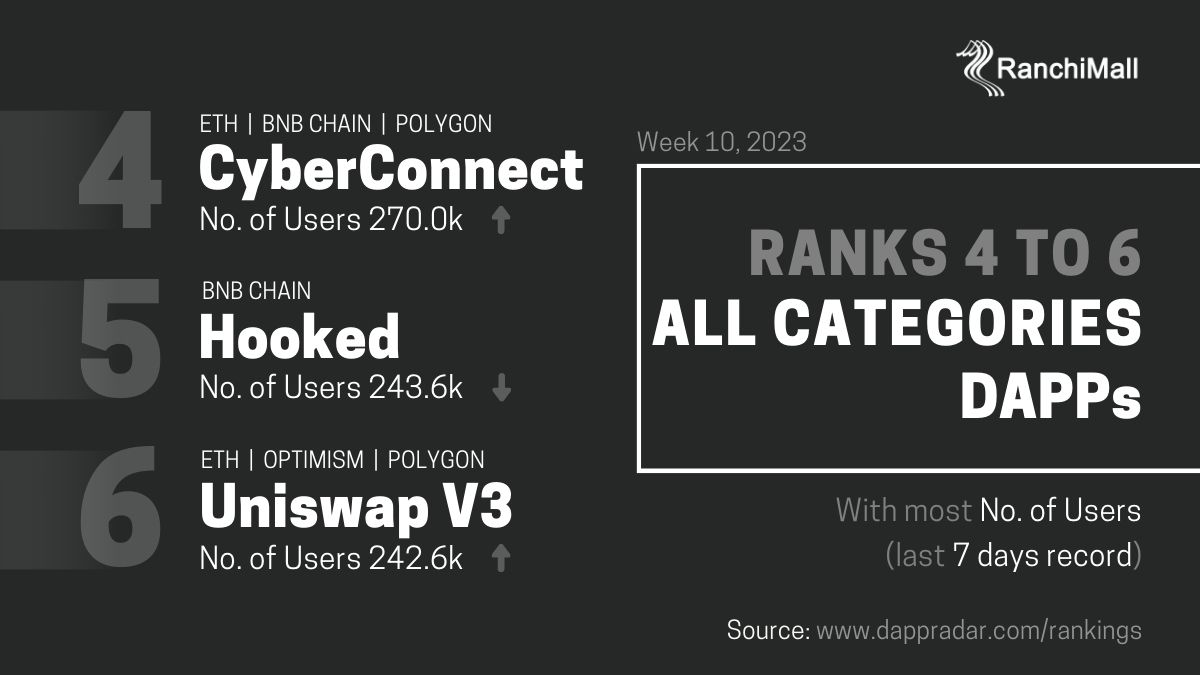 RanchiMall
4
ETH | BNB CHAIN | POLYGON
CyberConnect
No. of Users 270.0k
5
BNB CHAIN
Hooked
No. of Users 243.6k
6
ETH | OPTIMISM | POLYGON
Uniswap V3
No. of Users 242.6k
Week 10, 2023
RANKS 4 TO 6
ALL CATEGORIES
DAPPs
With most No. of Users
(last 7 days record)
Source: www.dappradar.com/rankings